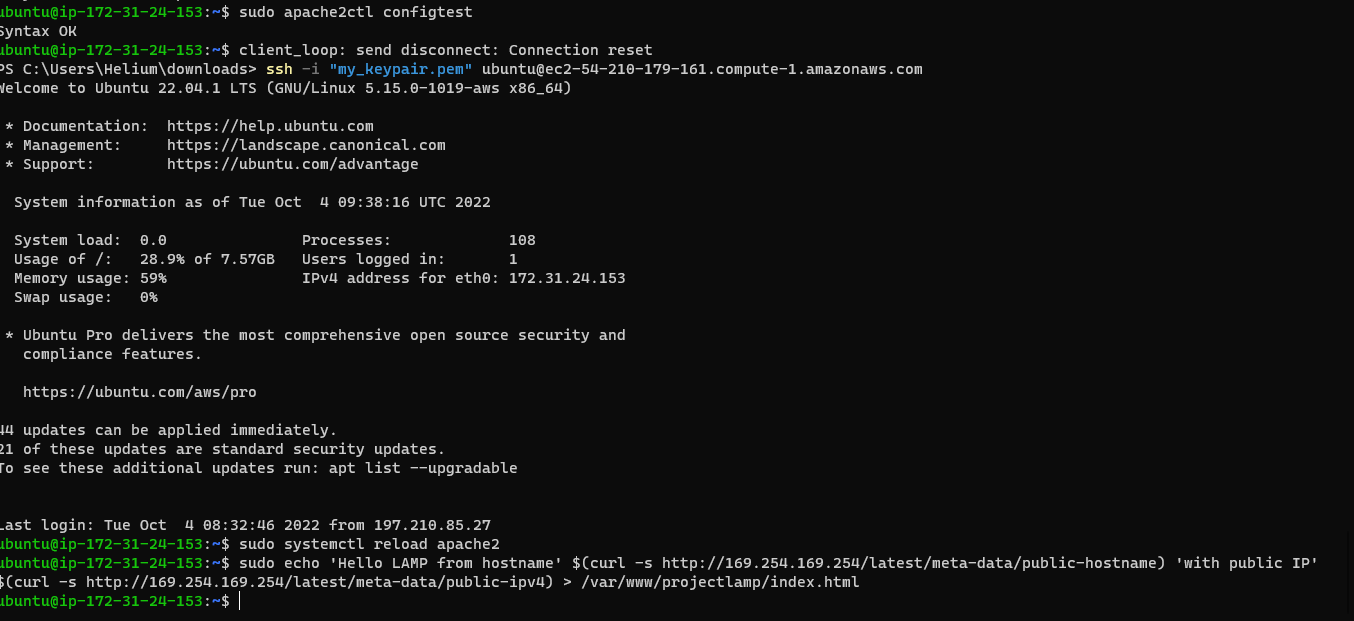 ubuntu@ip-172-31-24-153:~$ sudo apache2ctl configtest
Syntax OK
ubuntu@ip-172-31-24-153:~$ client_loop: send disconnect: Connection reset
PS C:\Users\Helium\downloads> ssh -i "my_keypair.pem" ubuntu@ec2-54-210-179-161.compute-1.amazonaws.com
Welcome to Ubuntu 22.04.1 LTS (GNU/Linux 5.15.0-1019-aws x86_64)
* Documentation:  https://help.ubuntu.com
* Management:     https://landscape.canonical.com
* Support:        https://ubuntu.com/advantage
System information as of Tue Oct  4 09:38:16 UTC 2022
System load:  0.0               Processes:             108
Usage of /:   28.9% of 7.57GB   Users logged in:       1
Memory usage: 59%               IPv4 address for eth0: 172.31.24.153
Swap usage:   0%
* Ubuntu Pro delivers the most comprehensive open source security and
compliance features.
https://ubuntu.com/aws/pro
44 updates can be applied immediately.
21 of these updates are standard security updates.
To see these additional updates run: apt list --upgradable
Last login: Tue Oct  4 08:32:46 2022 from 197.210.85.27
ubuntu@ip-172-31-24-153:~$ sudo systemctl reload apache2
ubuntu@ip-172-31-24-153:~$ sudo echo 'Hello LAMP from hostname' $(curl -s http://169.254.169.254/latest/meta-data/public-hostname) 'with public IP'
$(curl -s http://169.254.169.254/latest/meta-data/public-ipv4) > /var/www/projectlamp/index.html
ubuntu@ip-172-31-24-153:~$